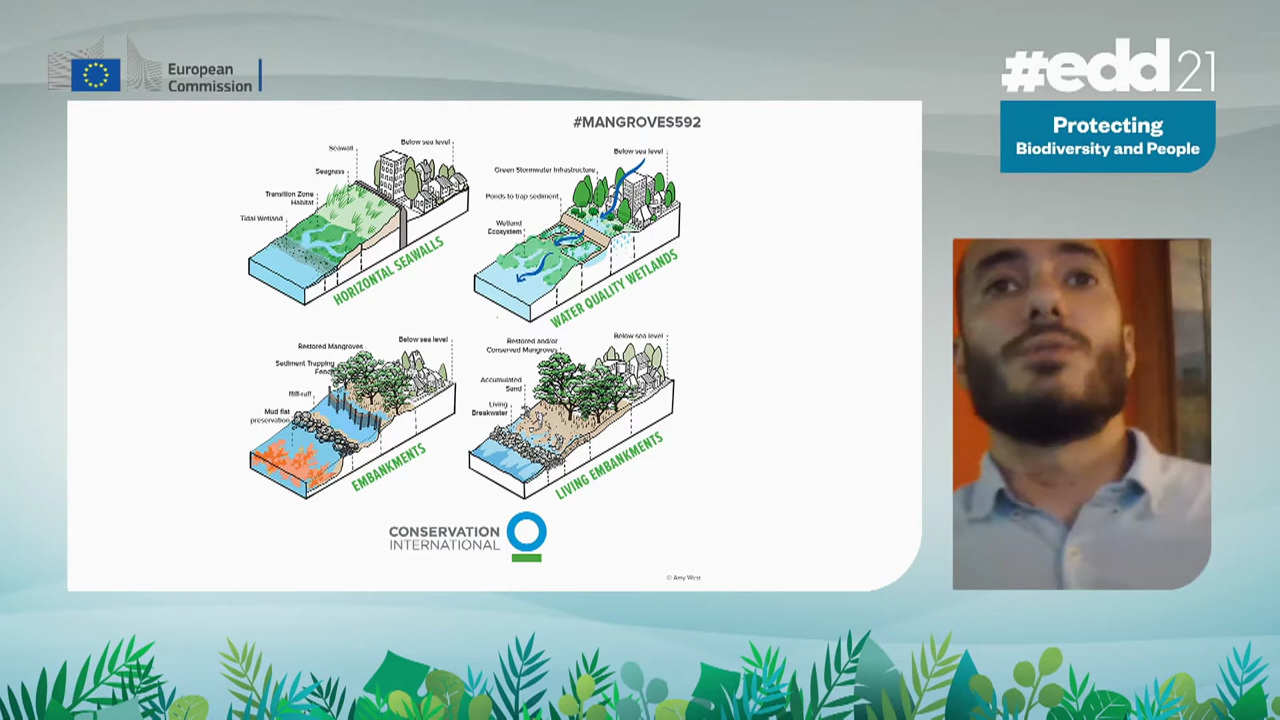 European
Commission
#edd21
Protecting
Biodiversity and People
#MANGROVES592
Seawall
Below sea level
Seagrass
Transition Zone
Habitat
Tidal Wetland
HORIZONTAL SEAWALLS
Below sea level
Green Stormwater Infrastructure
Ponds to trap sediment
Wetland
Ecosystem
WATER QUALITY WETLANDS
Restored Mangroves
Below sea level
Sediment Trapping
Fence
Mud flat
preservation
EMBANKMENTS
Restored and/or
Conserved Mangroves
Below sea level
Accumulated
Sand
Living
Breakwater
LIVING EMBANKMENTS
CONSERVATION
INTERNATIONAL
© Amy West